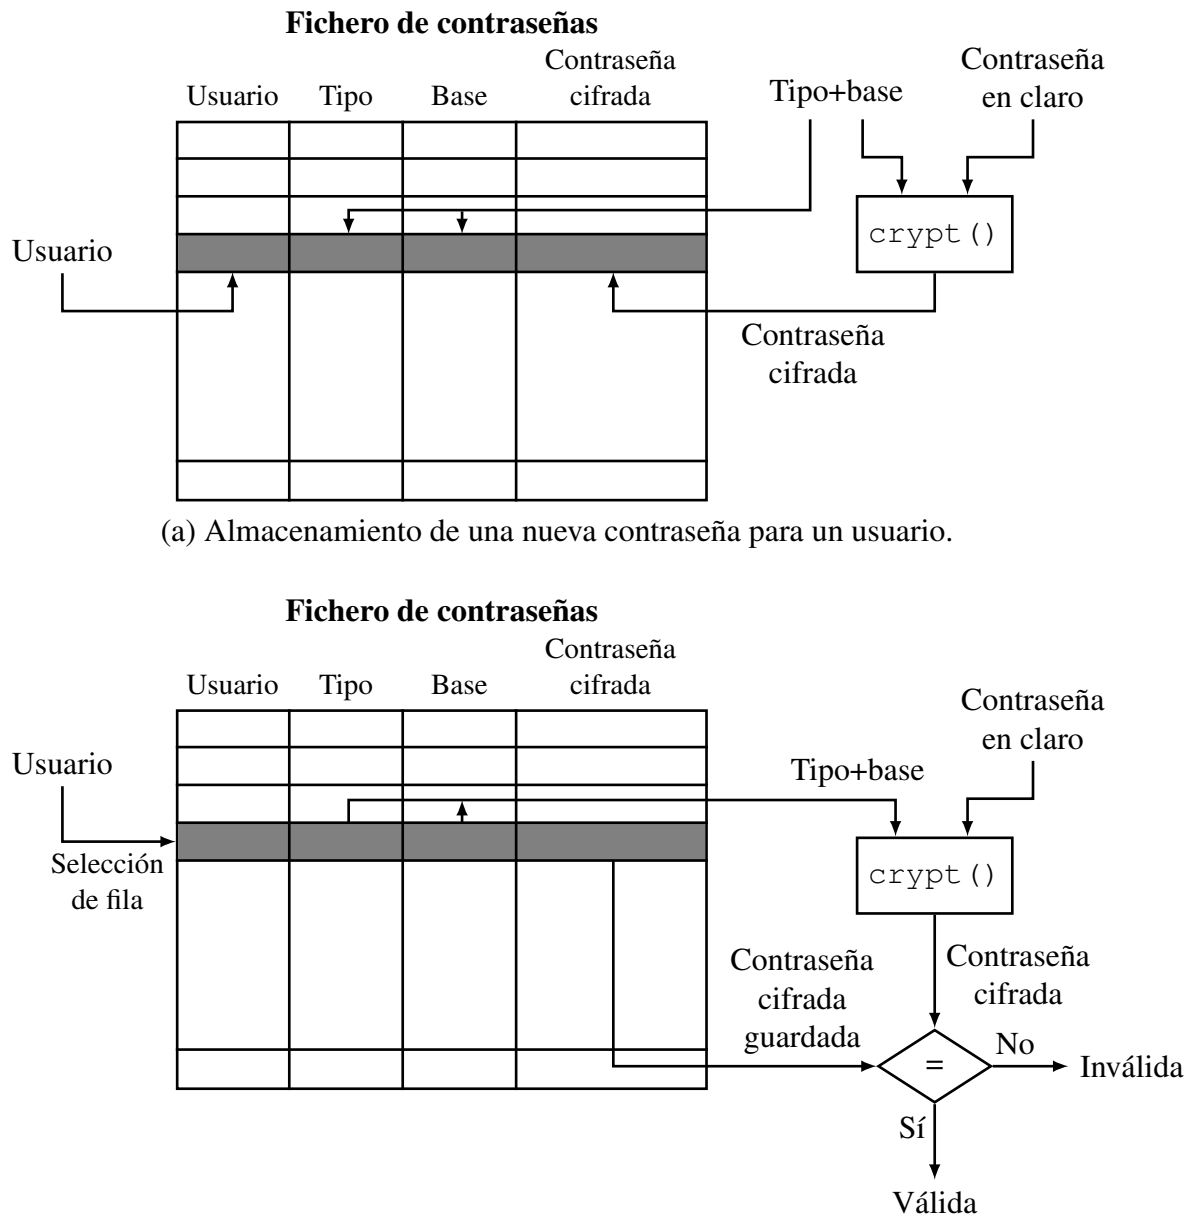 Fichero de contraseñas
Usuario Tipo Base Contraseña cifrada
Tipo+base
Contraseña
en claro
crypt()
Usuario
Contraseña
cifrada
(a) Almacenamiento de una nueva contraseña para un usuario.
Fichero de contraseñas
Usuario Tipo Base Contraseña cifrada
Contraseña
en claro
Usuario
Tipo+base
Selección
de fila
crypt()
Contraseña
cifrada
guardada
Contraseña
cifrada
=
No
Inválida
Sí
Válida